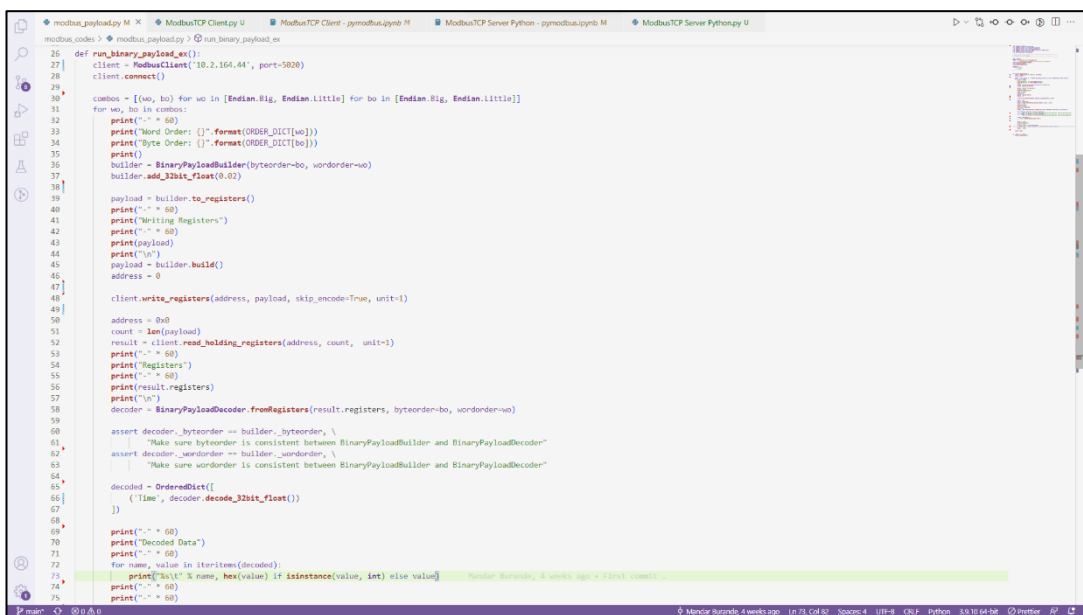 modbus_payload.py M ModbusTCP Client.py U ModbusTCP Client - pymodbus.ipynb M ModbusTCP Server Python - pymodbus.ipynb M ModbusTCP Server Python.py U
modbus_codes > modbus_payload.py > run_binary_payload_ex
26 def run_binary_payload_ex():
27 client = ModbusClient('10.2.164.44', port=5020)
28 client.connect()
29
30 combos = [(wo, bo) for wo in [Endian.Big, Endian.Little] for bo in [Endian.Big, Endian.Little]]
31 for wo, bo in combos:
32 print("-" * 60)
33 print("Word Order: {}".format(ORDER_DICT[wo]))
34 print("Byte Order: {}".format(ORDER_DICT[bo]))
35 print()
36 builder = BinaryPayloadBuilder(byteorder=bo, wordorder=wo)
37 builder.add_32bit_float(0.02)
38
39 payload = builder.to_registers()
40 print("-" * 60)
41 print("Writing Registers")
42 print("-" * 60)
43 print(payload)
44 print("\n")
45 payload = builder.build()
46 address = 0
47
48 client.write_registers(address, payload, skip_encode=True, unit=1)
49
50 address = 0x0
51 count = len(payload)
52 result = client.read_holding_registers(address, count, unit=1)
53 print("-" * 60)
54 print("Registers")
55 print("-" * 60)
56 print(result.registers)
57 print("\n")
58 decoder = BinaryPayloadDecoder.fromRegisters(result.registers, byteorder=bo, wordorder=wo)
59
60 assert decoder._byteorder == builder._byteorder, \
61 "Make sure byteorder is consistent between BinaryPayloadBuilder and BinaryPayloadDecoder"
62 assert decoder._wordorder == builder._wordorder, \
63 "Make sure wordorder is consistent between BinaryPayloadBuilder and BinaryPayloadDecoder"
64
65 decoded = OrderedDict([
66 ('Time', decoder.decode_32bit_float())
67 ])
68
69 print("-" * 60)
70 print("Decoded Data")
71 print("-" * 60)
72 for name, value in iteritems(decoded):
73 print("%s\t" % name, hex(value) if isinstance(value, int) else value) Mandar Burande, 4 weeks ago • First commit
74 print("-" * 60)
75 print("-" * 60)
main* 0 0 Mandar Burande, 4 weeks ago Ln 73, Col 82 Spaces: 4 UTF-8 CRLF Python 3.9.10 64-bit Prettier